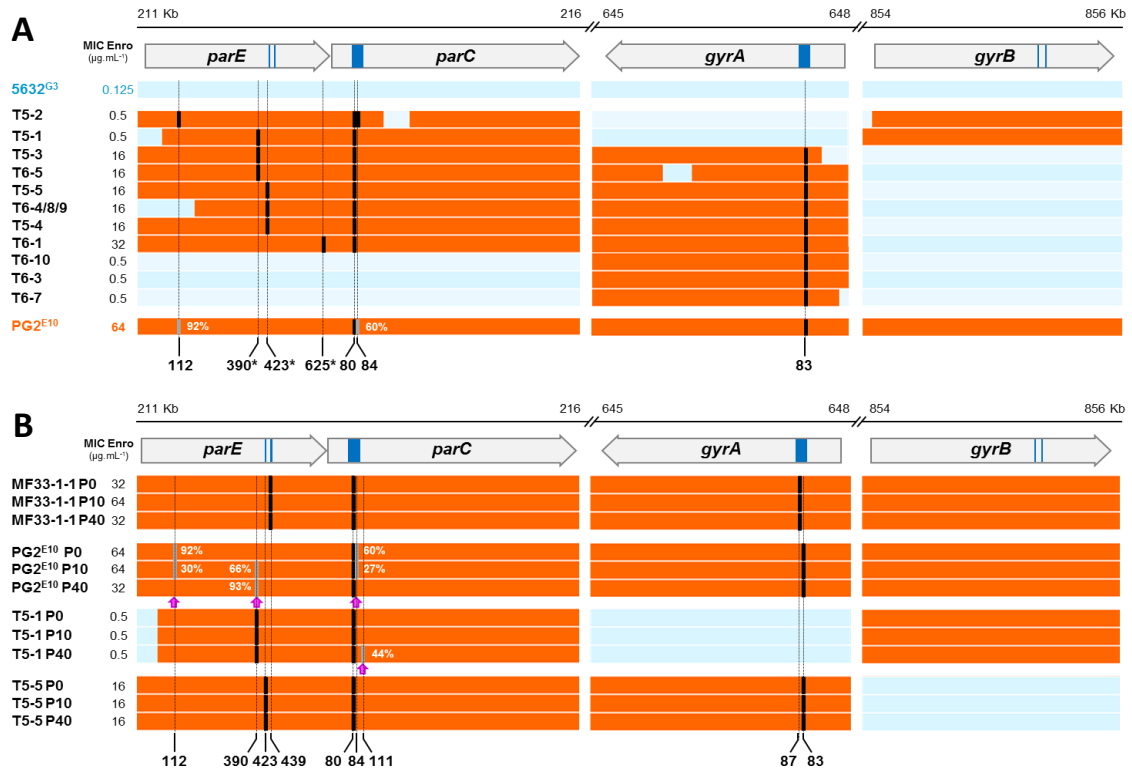 211 Kb 216 645 648 854 856 Kb
A
MIC Enro
(µg.mL⁻¹)
parE parC gyrA gyrB
5632ᴳ³ 0.125
T5-2 0.5
T5-1 0.5
T5-3 16
T6-5 16
T5-5 16
T6-4/8/9 16
T5-4 16
T6-1 32
T6-10 0.5
T6-3 0.5
T6-7 0.5
PG2ᴱ¹⁰ 64 92% 60%
112 390* 423* 625* 80 84 83
211 Kb 216 645 648 854 856 Kb
B
MIC Enro
(µg.mL⁻¹)
parE parC gyrA gyrB
MF33-1-1 P0 32
MF33-1-1 P10 64
MF33-1-1 P40 32
PG2ᴱ¹⁰ P0 64 92% 60%
PG2ᴱ¹⁰ P10 64 30% 66% 27%
PG2ᴱ¹⁰ P40 32 93%
T5-1 P0 0.5
T5-1 P10 0.5
T5-1 P40 0.5 44%
T5-5 P0 16
T5-5 P10 16
T5-5 P40 16
112 390 423 439 80 84 111 87 83